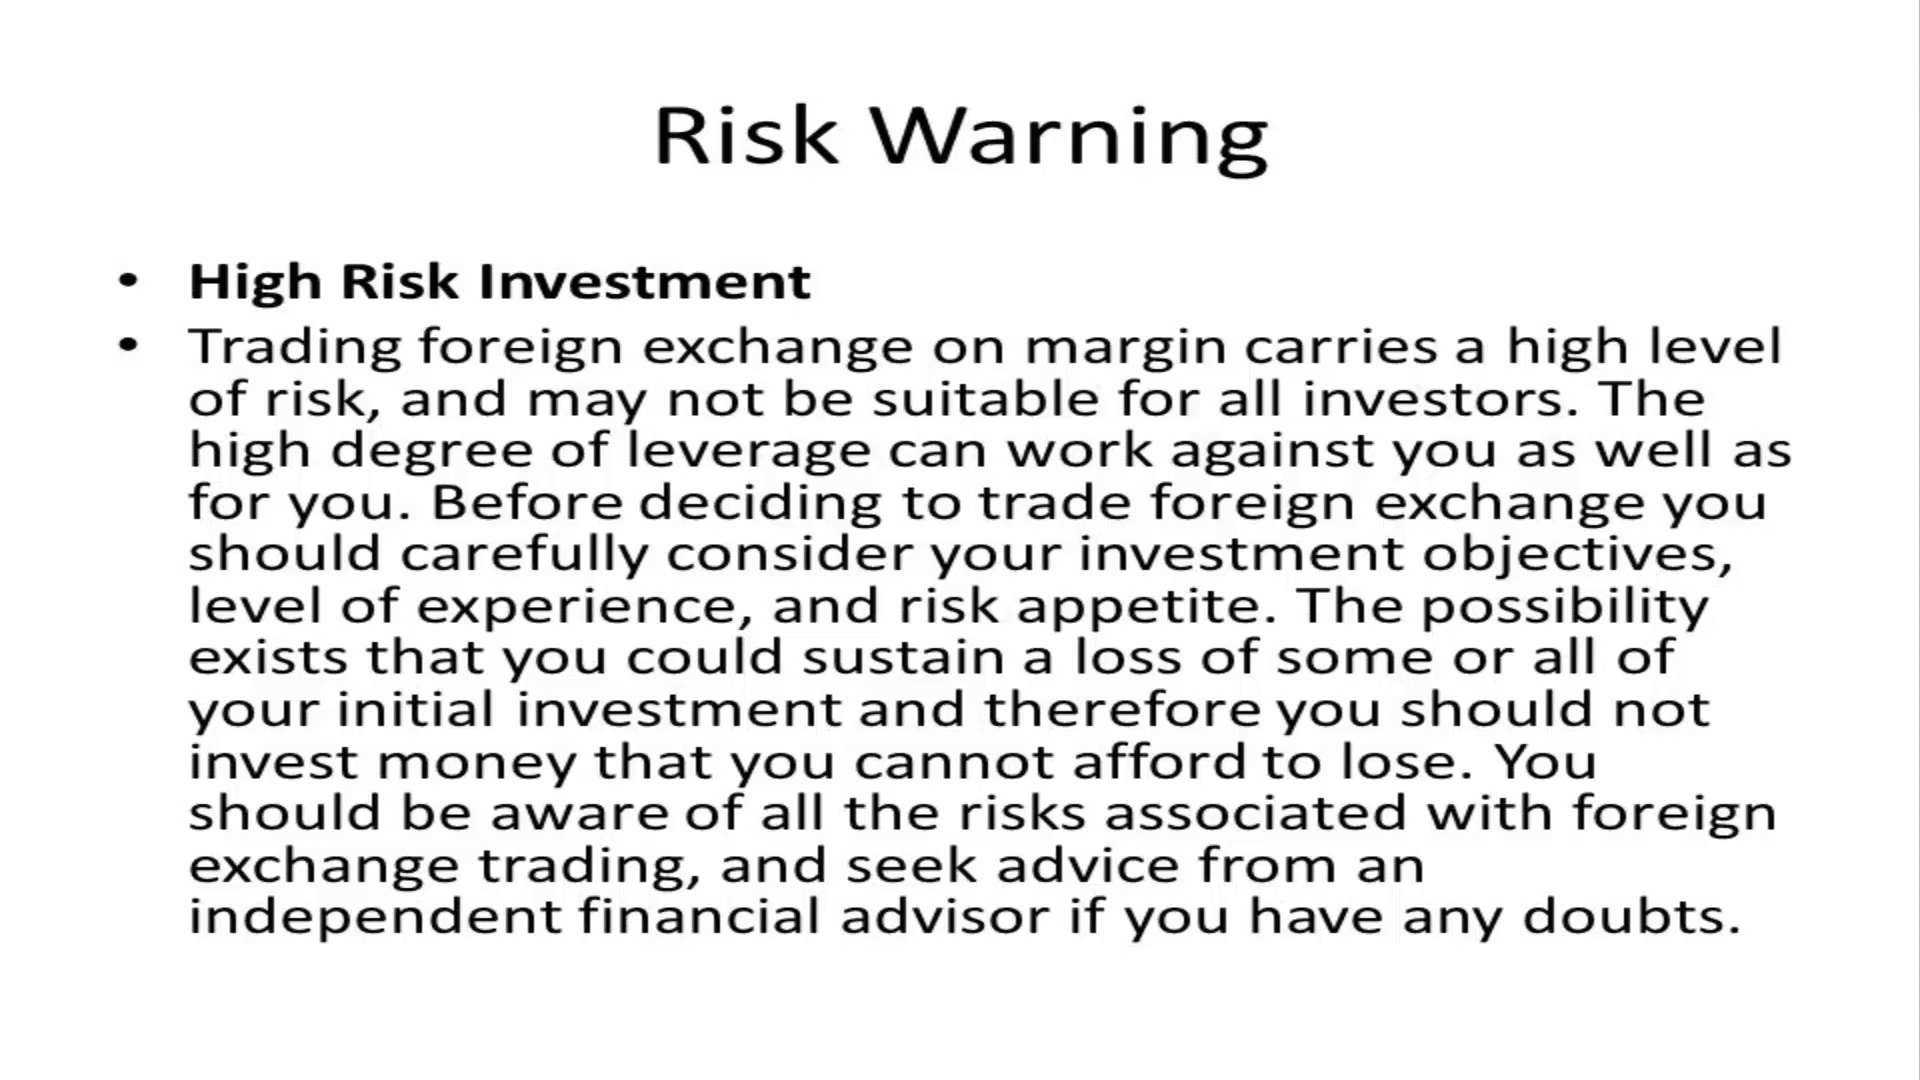 Risk Warning
• High Risk Investment
• Trading foreign exchange on margin carries a high level
of risk, and may not be suitable for all investors. The
high degree of leverage can work against you as well as
for you. Before deciding to trade foreign exchange you
should carefully consider your investment objectives,
level of experience, and risk appetite. The possibility
exists that you could sustain a loss of some or all of
your initial investment and therefore you should not
invest money that you cannot afford to lose. You
should be aware of all the risks associated with foreign
exchange trading, and seek advice from an
independent financial advisor if you have any doubts.